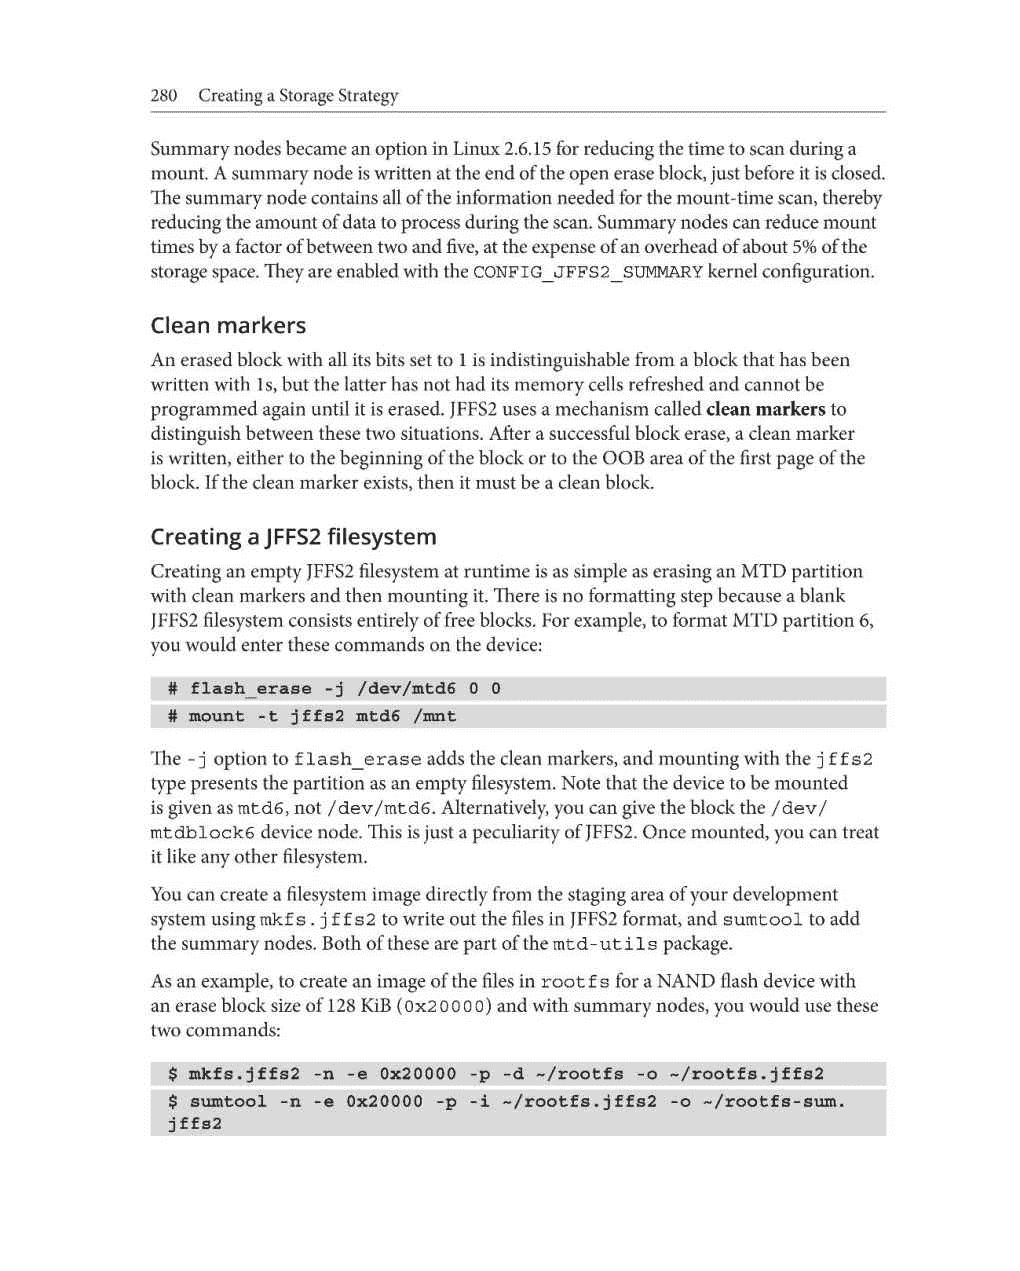 280 Creating a Storage Strategy
Summary nodes became an option in Linux 2.6.15 for reducing the time to scan during a
mount. A summary node is written at the end of the open erase block, just before it is closed.
The summary node contains all of the information needed for the mount-time scan, thereby
reducing the amount of data to process during the scan. Summary nodes can reduce mount
times by a factor of between two and five, at the expense of an overhead of about 5% of the
storage space. They are enabled with the CONFIG_JFFS2_SUMMARY kernel configuration.
Clean markers
An erased block with all its bits set to 1 is indistinguishable from a block that has been
written with 1s, but the latter has not had its memory cells refreshed and cannot be
programmed again until it is erased. JFFS2 uses a mechanism called clean markers to
distinguish between these two situations. After a successful block erase, a clean marker
is written, either to the beginning of the block or to the OOB area of the first page of the
block. If the clean marker exists, then it must be a clean block.
Creating a JFFS2 filesystem
Creating an empty JFFS2 filesystem at runtime is as simple as erasing an MTD partition
with clean markers and then mounting it. There is no formatting step because a blank
JFFS2 filesystem consists entirely of free blocks. For example, to format MTD partition 6,
you would enter these commands on the device:
# flash_erase -j /dev/mtd6 0 0
# mount -t jffs2 mtd6 /mnt
The -j option to flash_erase adds the clean markers, and mounting with the jffs2
type presents the partition as an empty filesystem. Note that the device to be mounted
is given as mtd6, not /dev/mtd6. Alternatively, you can give the block the /dev/
mtdblock6 device node. This is just a peculiarity of JFFS2. Once mounted, you can treat
it like any other filesystem.
You can create a filesystem image directly from the staging area of your development
system using mkfs.jffs2 to write out the files in JFFS2 format, and sumtool to add
the summary nodes. Both of these are part of the mtd-utils package.
As an example, to create an image of the files in rootfs for a NAND flash device with
an erase block size of 128 KiB (0x20000) and with summary nodes, you would use these
two commands:
$ mkfs.jffs2 -n -e 0x20000 -p -d ~/rootfs -o ~/rootfs.jffs2
$ sumtool -n -e 0x20000 -p -i ~/rootfs.jffs2 -o ~/rootfs-sum.
jffs2